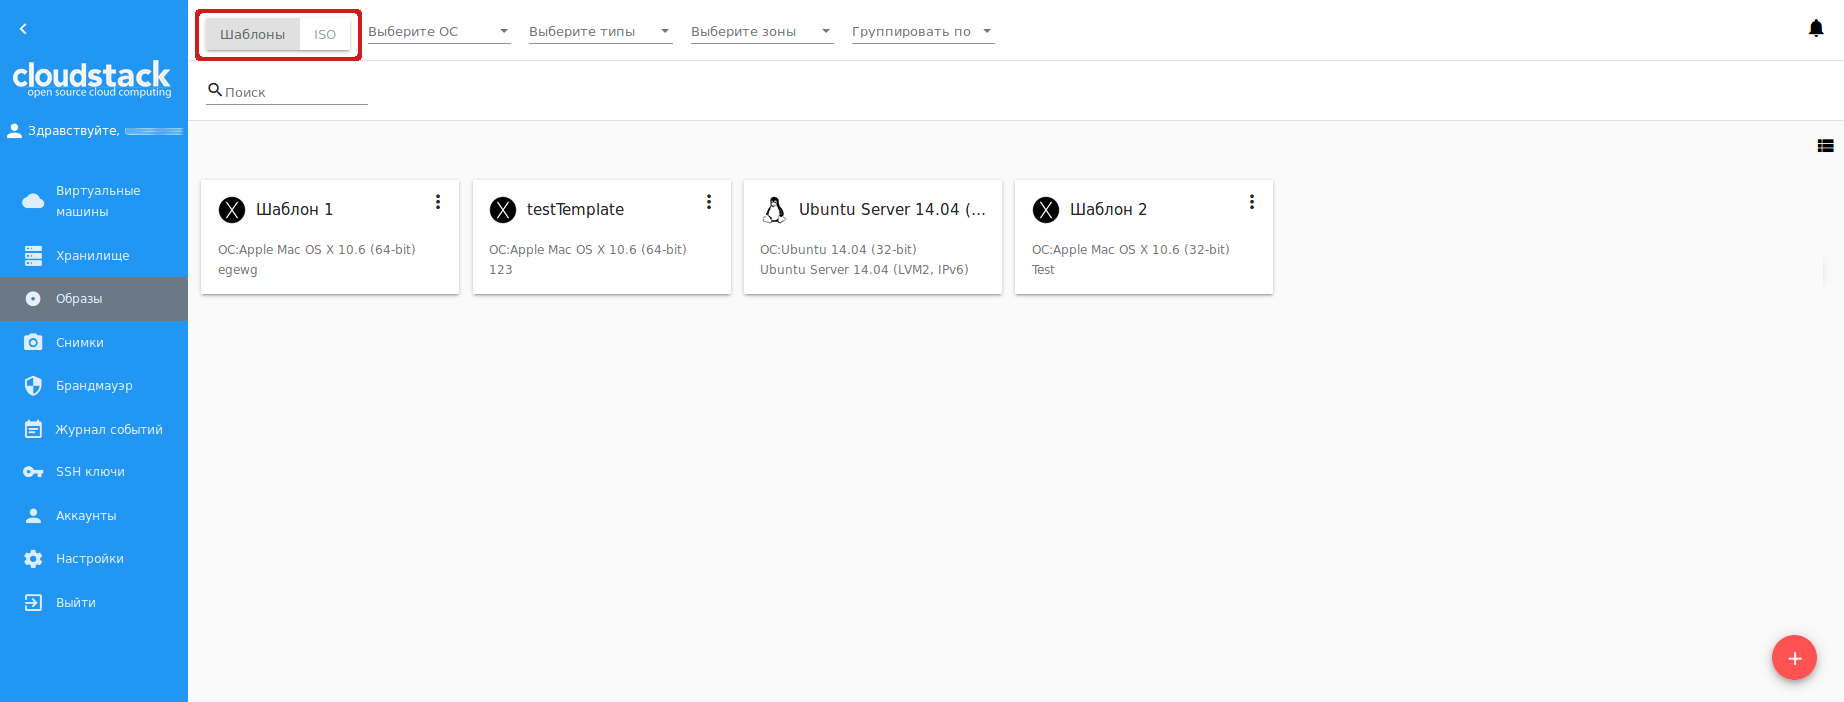 Шаблоны ISO Выберите ОС Выберите типы Выберите зоны Группировать по
cloudstack
open source cloud computing
Поиск
Здравствуйте,
Виртуальные
машины
Хранилище
Образы
Снимки
Брандмауэр
Журнал событий
SSH ключи
Аккаунты
Настройки
Выйти
Шаблон 1
ОС:Apple Mac OS X 10.6 (64-bit)
egewg
testTemplate
ОС:Apple Mac OS X 10.6 (64-bit)
123
Ubuntu Server 14.04 (...
ОС:Ubuntu 14.04 (32-bit)
Ubuntu Server 14.04 (LVM2, IPv6)
Шаблон 2
ОС:Apple Mac OS X 10.6 (32-bit)
Test